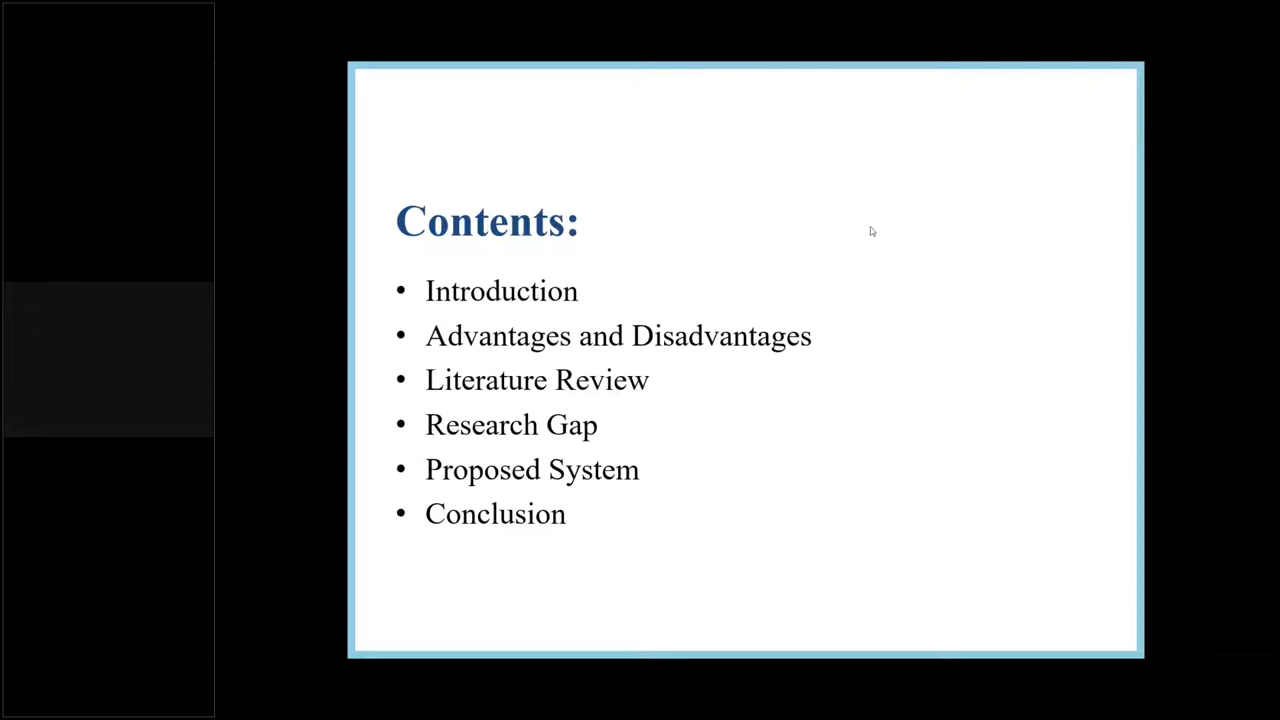 Contents:
• Introduction
• Advantages and Disadvantages
• Literature Review
• Research Gap
• Proposed System
• Conclusion